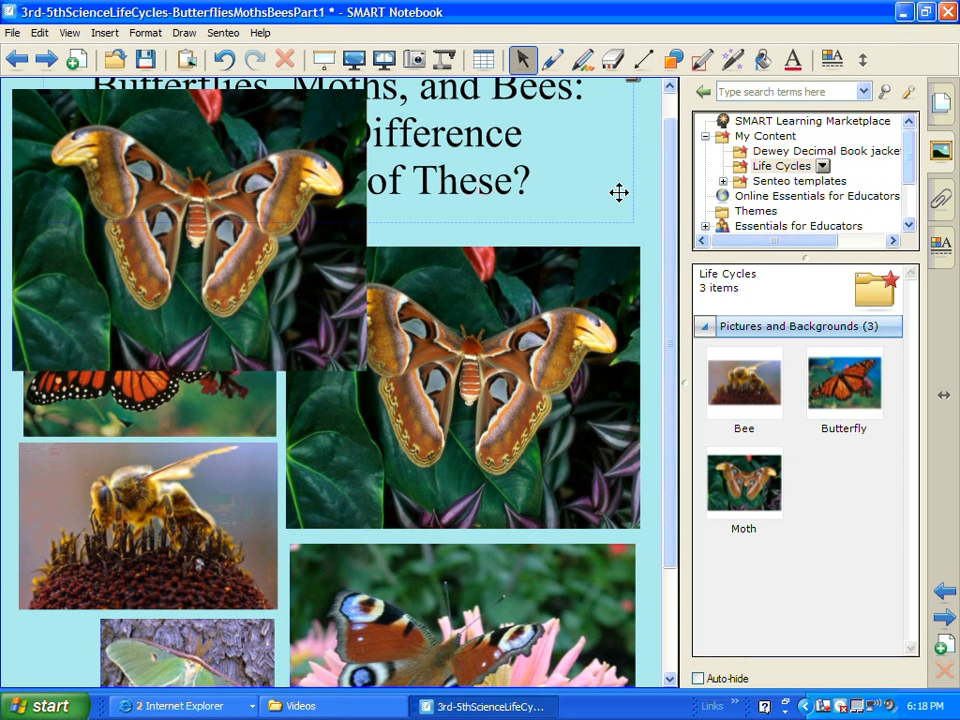 3rd-5thScienceLifeCycles-ButterfliesMothsBeesPart1 * - SMART Notebook
File Edit View Insert Format Draw Senteo Help
Butterflies, Moths, and Bees:
Difference
of These?
Type search terms here
SMART Learning Marketplace
My Content
Dewey Decimal Book jacke
Life Cycles
Senteo templates
Online Essentials for Educators
Themes
Essentials for Educators
Life Cycles
3 items
Pictures and Backgrounds (3)
Bee
Butterfly
Moth
Auto-hide
start
2 Internet Explorer
Videos
3rd-5thScienceLifeCy...
Links
6:18 PM